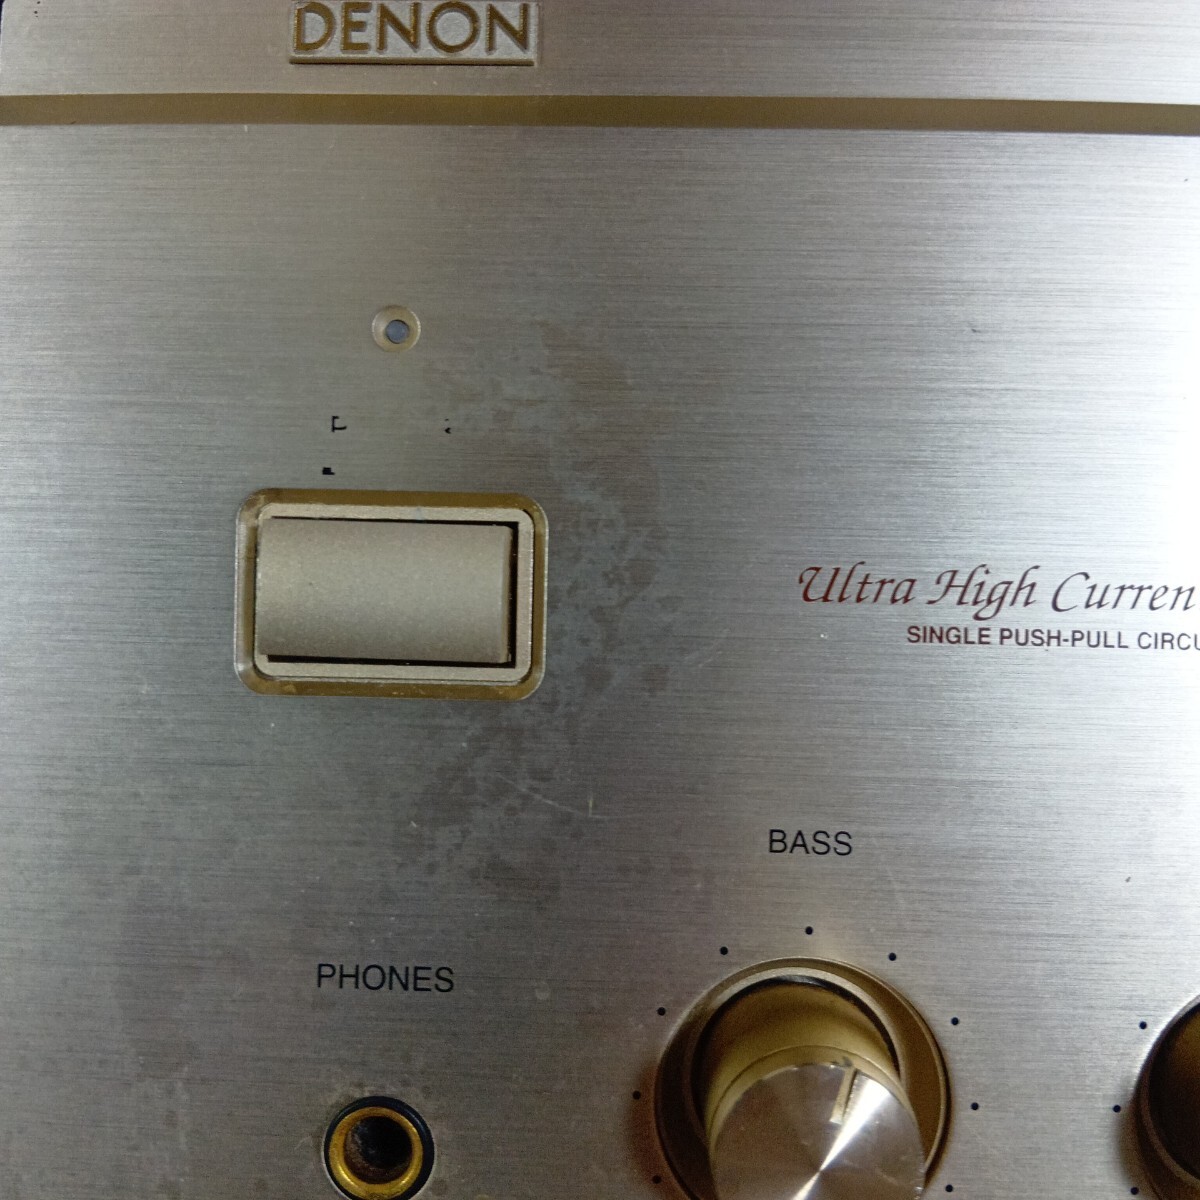 DENON
Ultra High Curren
SINGLE PUSH-PULL CIRCU
BASS
PHONES